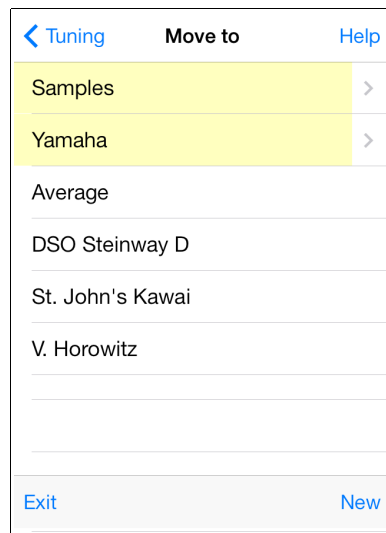 Tuning Move to Help
Samples
Yamaha
Average
DSO Steinway D
St. John's Kawai
V. Horowitz
Exit New